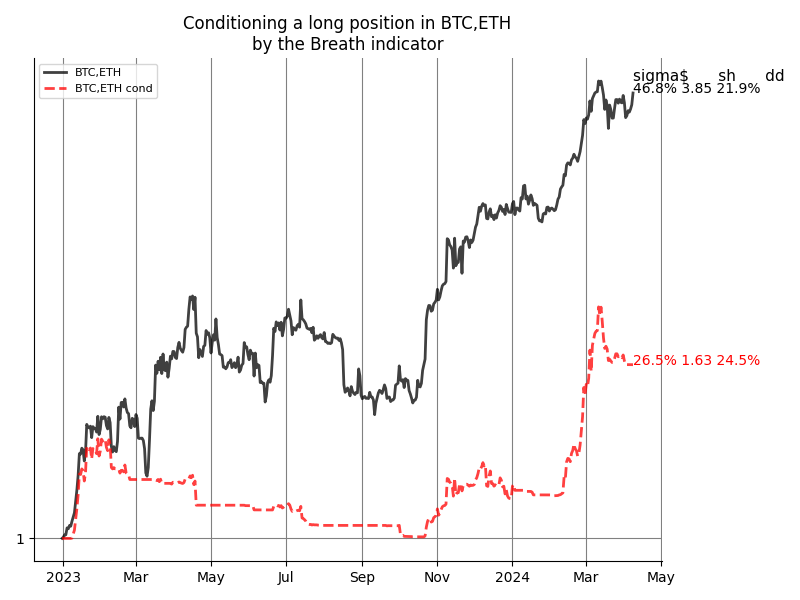 Conditioning a long position in BTC,ETH
by the Breath indicator
BTC,ETH
BTC,ETH cond
sigma$ sh dd
46.8% 3.85 21.9%
26.5% 1.63 24.5%
1
2023 Mar May Jul Sep Nov 2024 Mar May